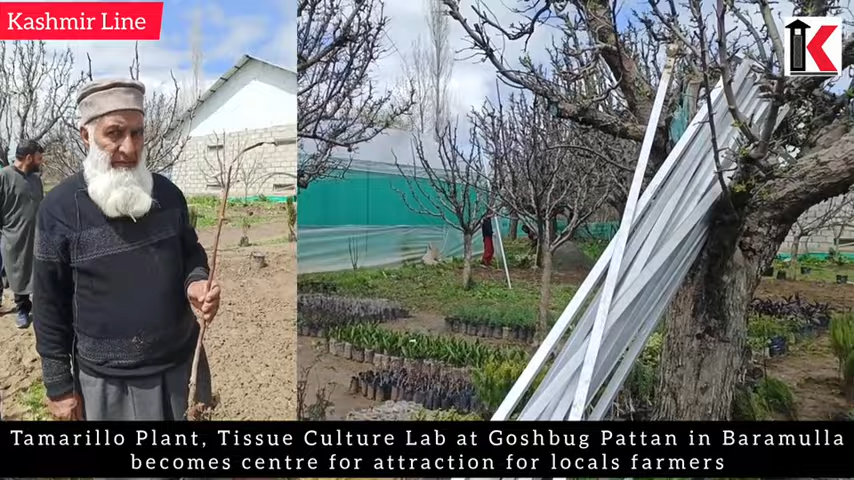 Kashmir Line
K
Tamarillo Plant, Tissue Culture Lab at Goshbug Pattan in Baramulla
becomes centre for attraction for locals farmers